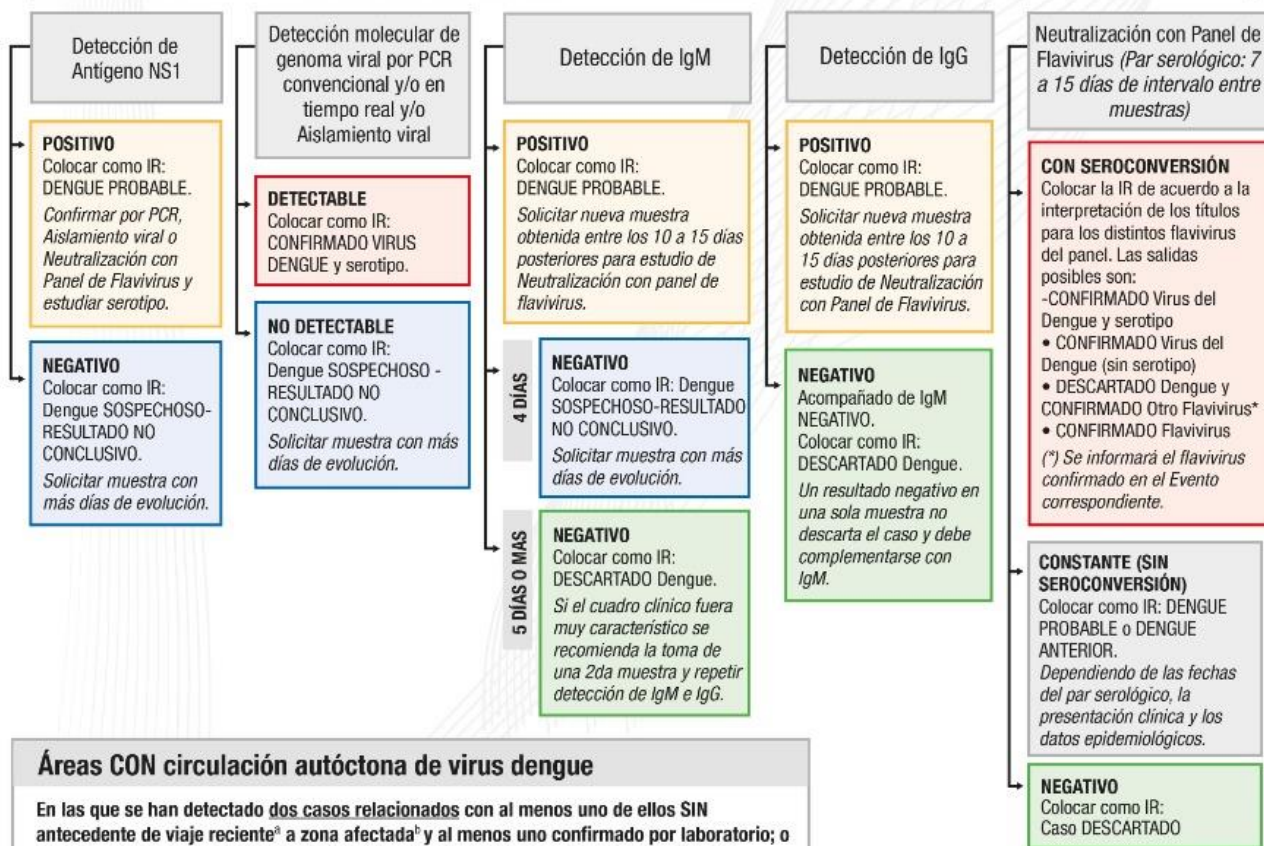 Detección de
Antígeno NS1
POSITIVO
Colocar como IR:
DENGUE PROBABLE.
Confirmar por PCR,
Aislamiento viral o
Neutralización con
Panel de Flavivirus y
estudiar serotipo.
NEGATIVO
Colocar como IR:
Dengue SOSPECHOSO-
RESULTADO NO
CONCLUSIVO.
Solicitar muestra con
más días de evolución.
Detección molecular de
genoma viral por PCR
convencional y/o en
tiempo real y/o
Aislamiento viral
DETECTABLE
Colocar como IR:
CONFIRMADO VIRUS
DENGUE y serotipo.
NO DETECTABLE
Colocar como IR:
Dengue SOSPECHOSO -
RESULTADO NO
CONCLUSIVO.
Solicitar muestra con más
días de evolución.
Detección de IgM
POSITIVO
Colocar como IR:
DENGUE PROBABLE.
Solicitar nueva muestra
obtenida entre los 10 a 15 días
posteriores para estudio de
Neutralización con panel de
flavivirus.
4 DÍAS
NEGATIVO
Colocar como IR: Dengue
SOSPECHOSO-RESULTADO
NO CONCLUSIVO.
Solicitar muestra con más
días de evolución.
5 DÍAS O MAS
NEGATIVO
Colocar como IR:
DESCARTADO Dengue.
Si el cuadro clínico fuera
muy característico se
recomienda la toma de
una 2da muestra y repetir
detección de IgM e IgG.
Detección de IgG
POSITIVO
Colocar como IR:
DENGUE PROBABLE.
Solicitar nueva muestra
obtenida entre los 10 a
15 días posteriores para
estudio de Neutralización
con Panel de Flavivirus.
NEGATIVO
Acompañado de IgM
NEGATIVO.
Colocar como IR:
DESCARTADO Dengue.
Un resultado negativo en
una sola muestra no
descarta el caso y debe
complementarse con
IgM.
Neutralización con Panel de
Flavivirus (Par serológico: 7
a 15 días de intervalo entre
muestras)
CON SEROCONVERSIÓN
Colocar la IR de acuerdo a la
interpretación de los títulos
para los distintos flavivirus
del panel. Las salidas
posibles son:
-CONFIRMADO Virus del
Dengue y serotipo
• CONFIRMADO Virus del
Dengue (sin serotipo)
• DESCARTADO Dengue y
CONFIRMADO Otro Flavivirus*
• CONFIRMADO Flavivirus
(*) Se informará el flavivirus
confirmado en el Evento
correspondiente.
CONSTANTE (SIN
SEROCONVERSIÓN)
Colocar como IR: DENGUE
PROBABLE o DENGUE
ANTERIOR.
Dependiendo de las fechas
del par serológico, la
presentación clínica y los
datos epidemiológicos.
NEGATIVO
Colocar como IR:
Caso DESCARTADO
Áreas CON circulación autóctona de virus dengue
En las que se han detectado dos casos relacionados con al menos uno de ellos SIN
antecedente de viaje recienteª a zona afectadaᵇ y al menos uno confirmado por laboratorio; o